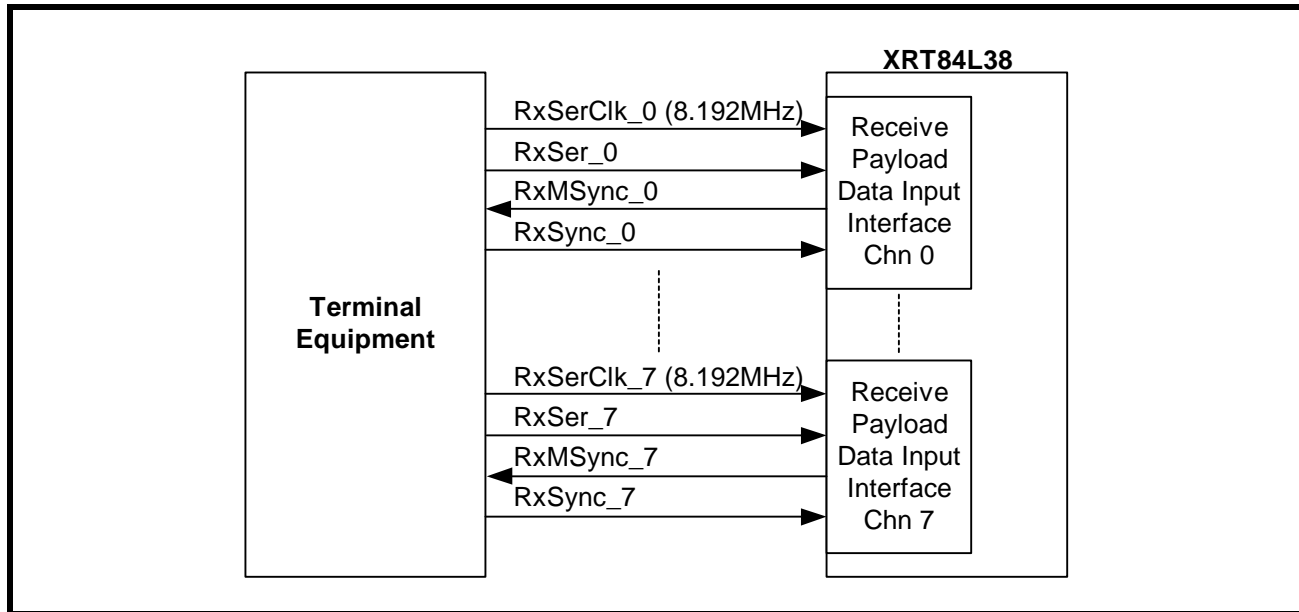 XRT84L38
RxSerClk_0 (8.192MHz)
RxSer_0
RxMSync_0
RxSync_0
Receive
Payload
Data Input
Interface
Chn 0
Terminal
Equipment
RxSerClk_7 (8.192MHz)
RxSer_7
RxMSync_7
RxSync_7
Receive
Payload
Data Input
Interface
Chn 7